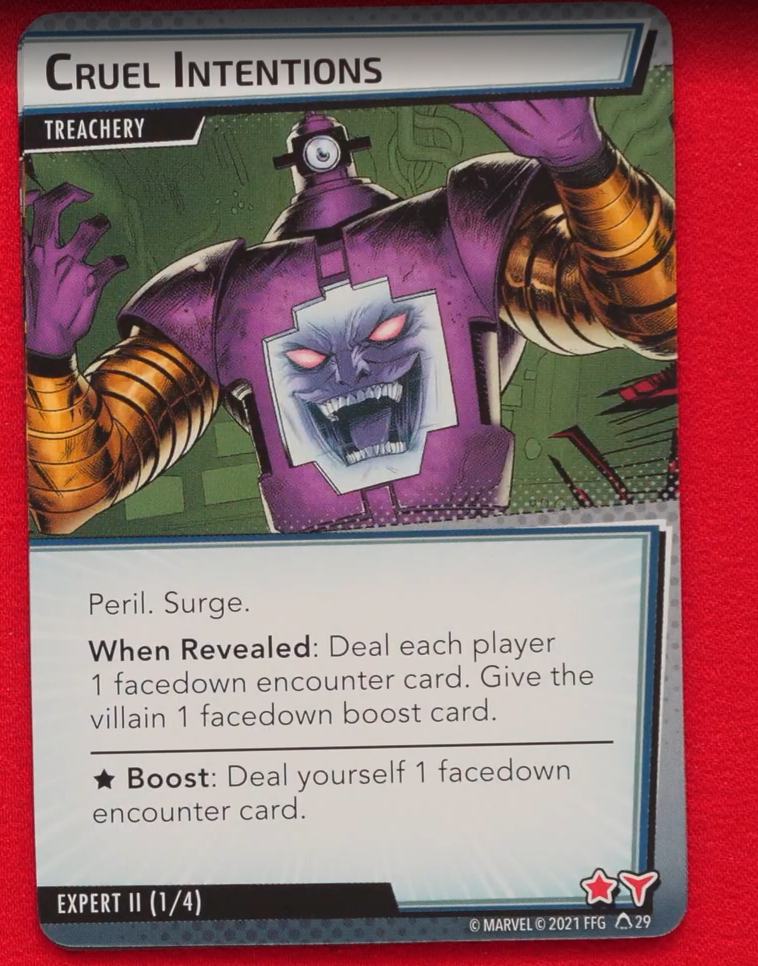 CRUEL INTENTIONS
TREACHERY
Peril. Surge.
When Revealed: Deal each player
1 facedown encounter card. Give the
villain 1 facedown boost card.
★ Boost: Deal yourself 1 facedown
encounter card.
EXPERT II (1/4)
© MARVEL © 2021 FFG 29